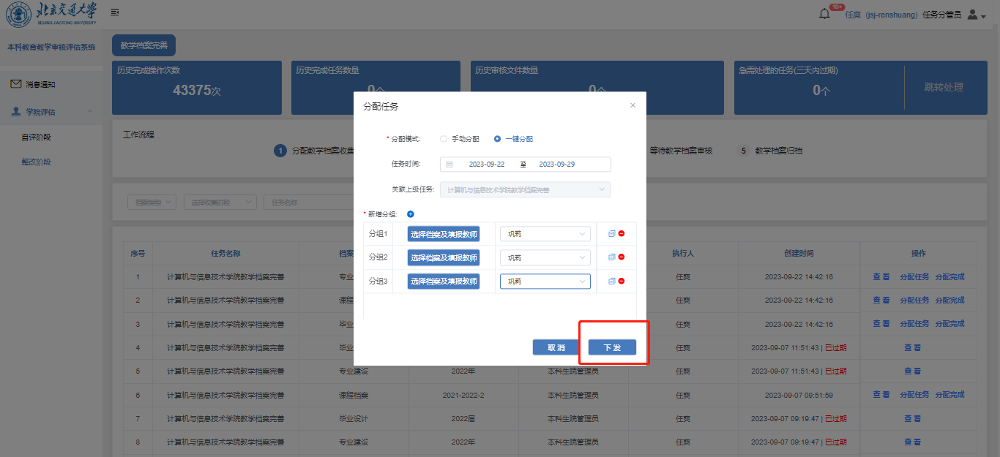 北京交通大学
BEIJING JIAOTONG UNIVERSITY
10+
任奭 (jsj-renshuang) 任务分管员
本科教育教学审核评估系统
消息通知
学院评估
自评阶段
整改阶段
教学档案完善
历史完成操作次数
43375次
历史完成任务数量
0个
历史审核文件数量
0个
急需处理的任务(三天内过期)
0个
跳转处理
工作流程
1 分配教学档案收集
等待教学档案审核
5 教学档案归档
档案类型
选择收集时段
任务名称
分配任务
* 分配模式: 手动分配 一键分配
任务时间: 2023-09-22 至 2023-09-29
关联上级任务: 计算机与信息技术学院教学档案完善
* 新增分组:
分组1 选择档案及填报教师 巩莉
分组2 选择档案及填报教师 巩莉
分组3 选择档案及填报教师 巩莉
取 消 下 发
序号 任务名称 档案 执行人 创建时间 操作
1 计算机与信息技术学院教学档案完善 专业 任奭 2023-09-22 14:42:16 查 看 分配任务 分配完成
2 计算机与信息技术学院教学档案完善 课程 任奭 2023-09-22 14:42:16 查 看 分配任务 分配完成
3 计算机与信息技术学院教学档案完善 毕业 任奭 2023-09-22 14:42:16 查 看 分配任务 分配完成
4 计算机与信息技术学院教学档案完善 毕业 任奭 2023-09-07 11:51:43 | 已过期 查 看
5 计算机与信息技术学院教学档案完善 专业建设 2022年 本科生院管理员 任奭 2023-09-07 11:51:43 | 已过期 查 看
6 计算机与信息技术学院教学档案完善 课程档案 2021-2022-2 本科生院管理员 任奭 2023-09-07 09:51:59 查 看 分配任务 分配完成
7 计算机与信息技术学院教学档案完善 毕业设计 2022届 本科生院管理员 任奭 2023-09-07 09:19:47 | 已过期 查 看
8 计算机与信息技术学院教学档案完善 专业建设 2022年 本科生院管理员 任奭 2023-09-07 09:19:47 | 已过期 查 看